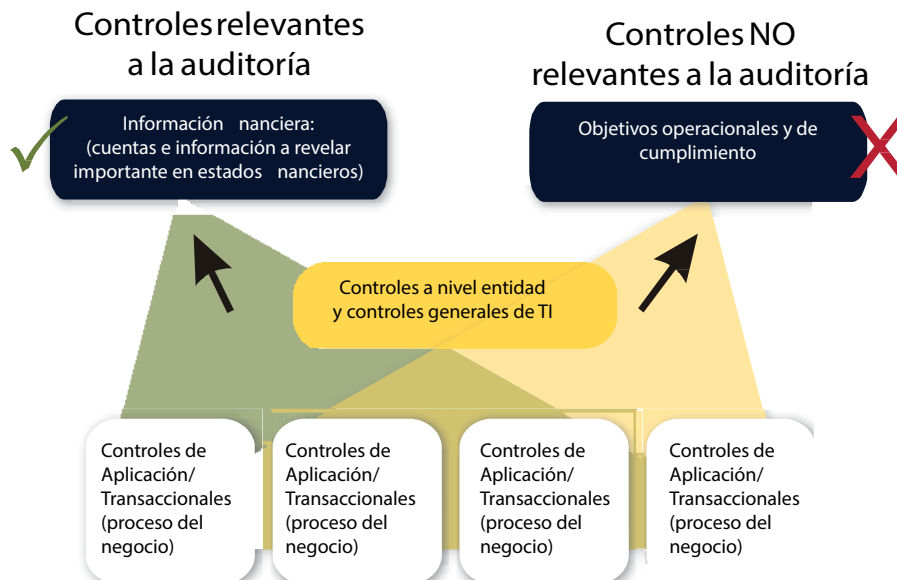 Controles relevantes
a la auditoría
Controles NO
relevantes a la auditoría
Información nanciera:
(cuentas e información a revelar
importante en estados nancieros)
Objetivos operacionales y de
cumplimiento
Controles a nivel entidad
y controles generales de TI
Controles de
Aplicación/
Transaccionales
(proceso del
negocio)
Controles de
Aplicación/
Transaccionales
(proceso del
negocio)
Controles de
Aplicación/
Transaccionales
(proceso del
negocio)
Controles de
Aplicación/
Transaccionales
(proceso del
negocio)